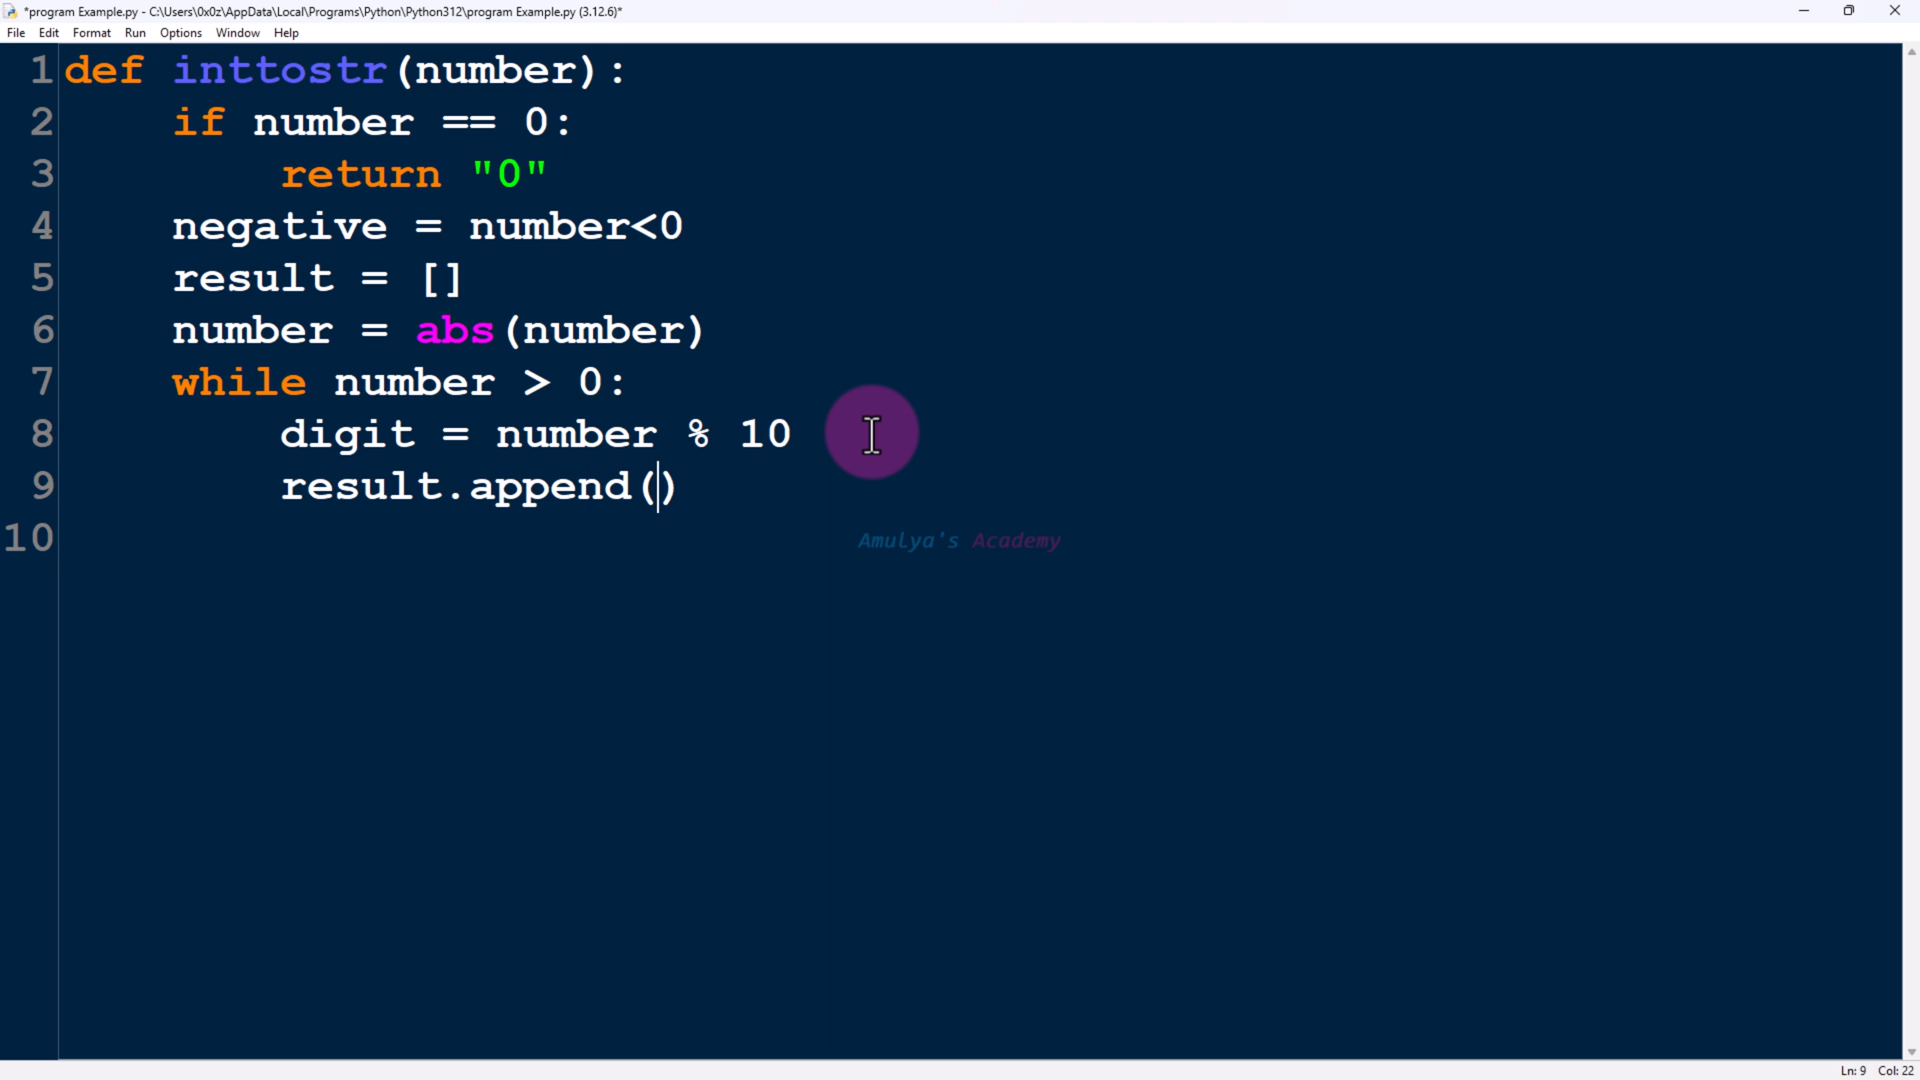 *program Example.py - C:\Users\0x0z\AppData\Local\Programs\Python\Python312\program Example.py (3.12.6)*
File Edit Format Run Options Window Help
1 def inttostr(number):
2     if number == 0:
3         return "0"
4     negative = number<0
5     result = []
6     number = abs(number)
7     while number > 0:
8         digit = number % 10
9         result.append()
10
Amulya's Academy
Ln: 9 Col: 22